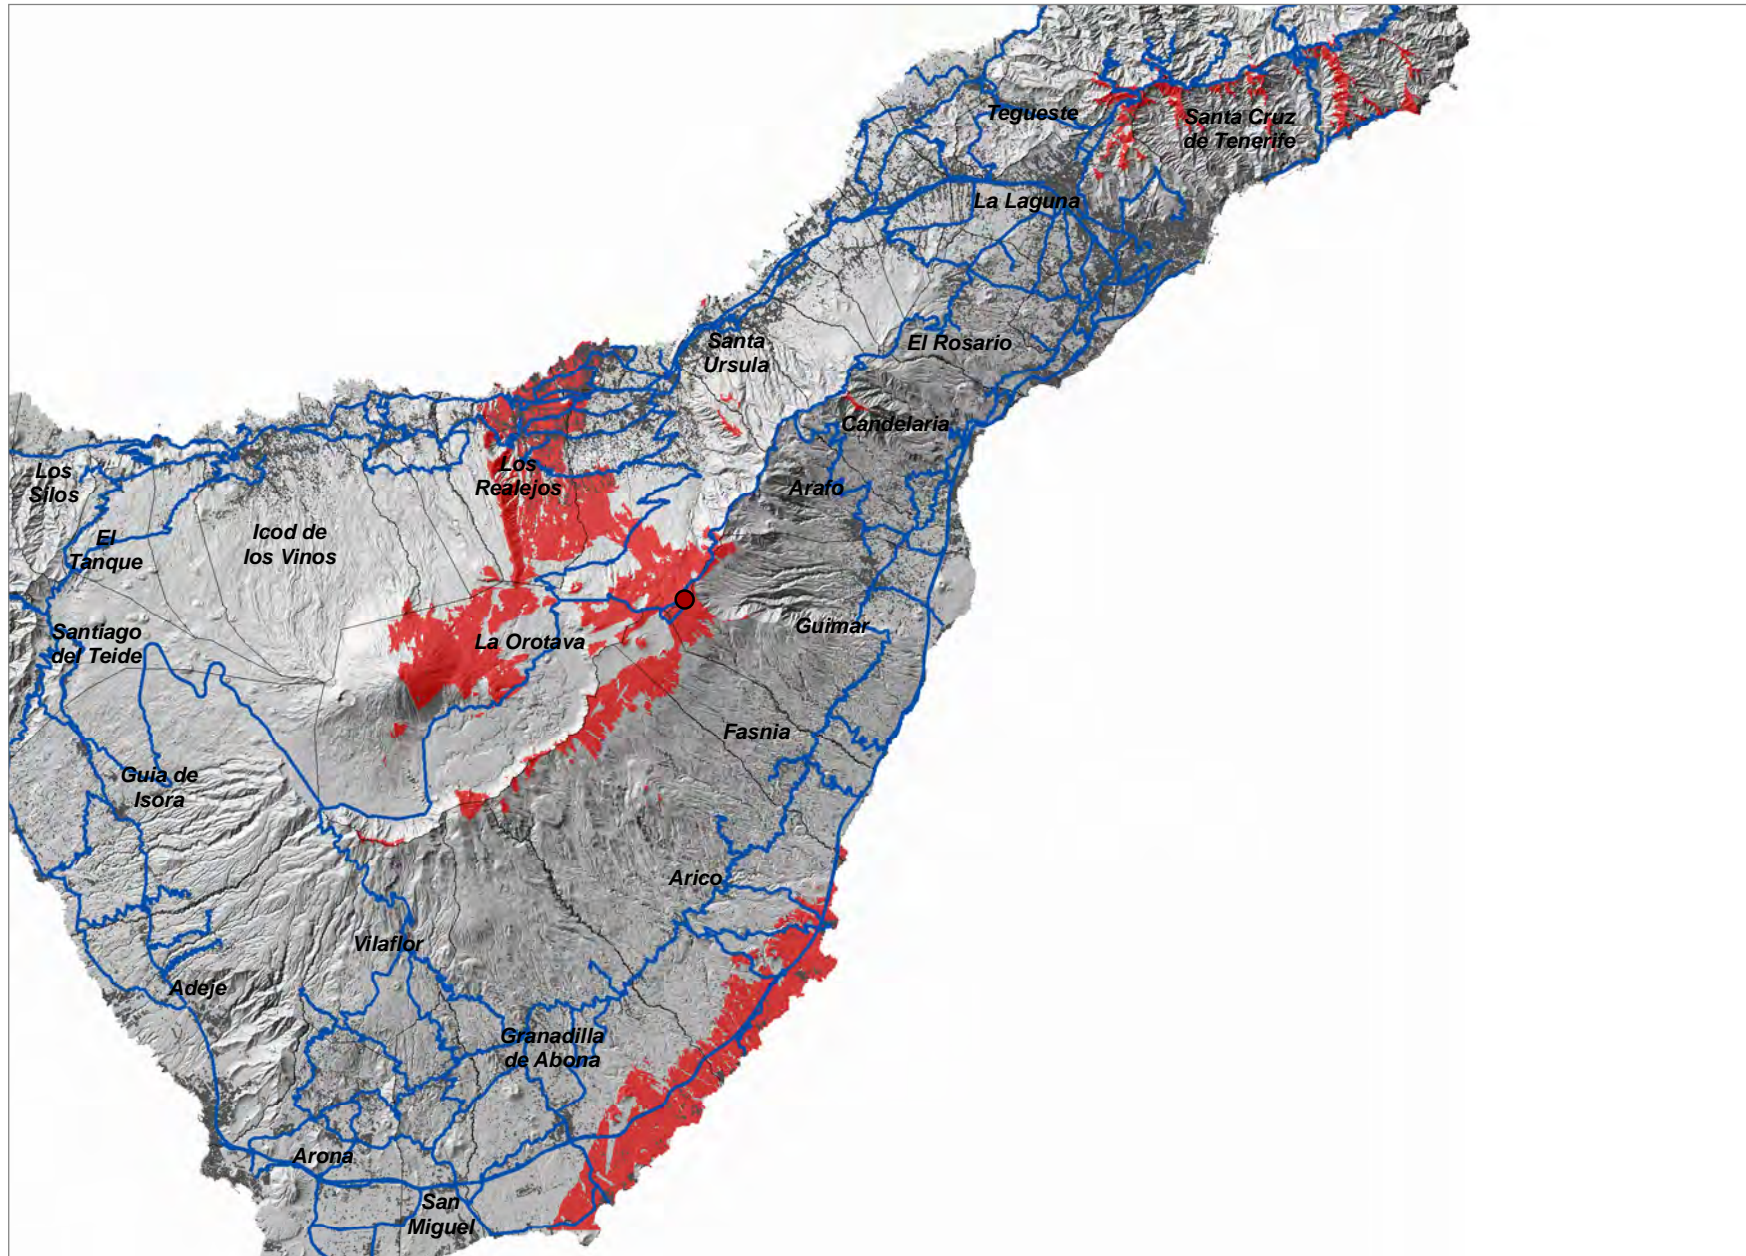 Tegueste
Santa Cruz
de Tenerife
La Laguna
Santa
Ursula
El Rosario
Candelaria
Los
Silos
Los
Realejos
Arafo
Icod de
los Vinos
El
Tanque
Santiago
del Teide
La Orotava
Guimar
Fasnia
Guia de
Isora
Arico
Vilaflor
Adeje
Granadilla
de Abona
Arona
San
Miguel